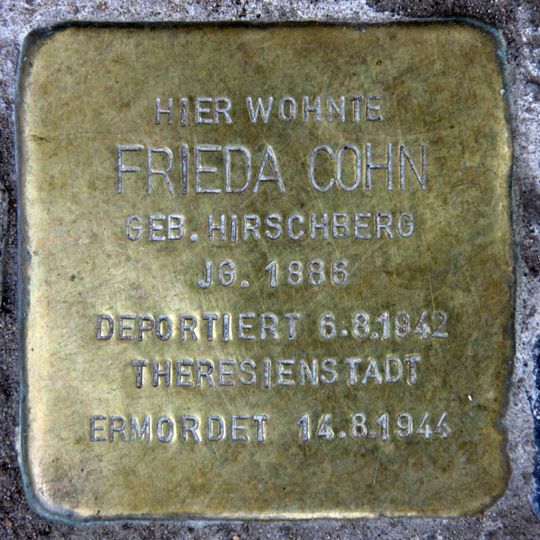 HIER WOHNTE
FRIEDA COHN
GEB. HIRSCHBERG
JG. 1886
DEPORTIERT 6.8.1942
THERESIENSTADT
ERMORDET 14.8.1944